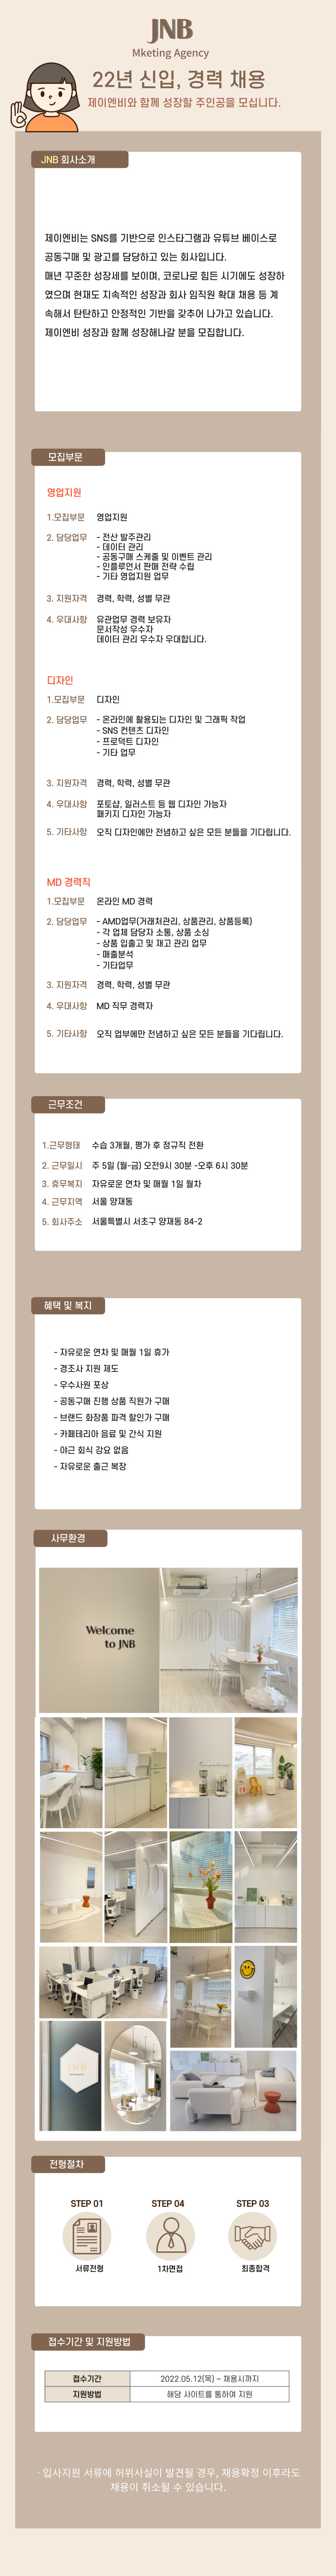 JNB
Mketing Agency
22년 신입, 경력 채용
제이엔비와 함께 성장할 주인공을 모십니다.
JNB 회사소개
제이엔비는 SNS를 기반으로 인스타그램과 유튜브 베이스로
공동구매 및 광고를 담당하고 있는 회사입니다.
매년 꾸준한 성장세를 보이며, 코로나로 힘든 시기에도 성장하
였으며 현재도 지속적인 성장과 회사 임직원 확대 채용 등 계
속해서 탄탄하고 안정적인 기반을 갖추어 나가고 있습니다.
제이엔비 성장과 함께 성장해나갈 분을 모집합니다.
모집부문
영업지원
1.모집부문 영업지원
2. 담당업무 - 전산 발주관리
- 데이터 관리
- 공동구매 스케줄 및 이벤트 관리
- 인플루언서 판매 전략 수립
- 기타 영업지원 업무
3. 지원자격 경력, 학력, 성별 무관
4. 우대사항 유관업무 경력 보유자
문서작성 우수자
데이터 관리 우수자 우대합니다.
디자인
1.모집부문 디자인
2. 담당업무 - 온라인에 활용되는 디자인 및 그래픽 작업
- SNS 컨텐츠 디자인
- 프로덕트 디자인
- 기타 업무
3. 지원자격 경력, 학력, 성별 무관
4. 우대사항 포토샵, 일러스트 등 웹 디자인 가능자
패키지 디자인 가능자
5. 기타사항 오직 디자인에만 전념하고 싶은 모든 분들을 기다립니다.
MD 경력직
1.모집부문 온라인 MD 경력
2. 담당업무 - AMD업무(거래처관리, 상품관리, 상품등록)
- 각 업체 담당자 소통, 상품 소싱
- 상품 입출고 및 재고 관리 업무
- 매출분석
- 기타업무
3. 지원자격 경력, 학력, 성별 무관
4. 우대사항 MD 직무 경력자
5. 기타사항 오직 업부에만 전념하고 싶은 모든 분들을 기다립니다.
근무조건
1.근무형태 수습 3개월, 평가 후 정규직 전환
2. 근무일시 주 5일 (월-금) 오전9시 30분 -오후 6시 30분
3. 휴무복지 자유로운 연차 및 매월 1일 월차
4. 근무지역 서울 양재동
5. 회사주소 서울특별시 서초구 양재동 84-2
혜택 및 복지
- 자유로운 연차 및 매월 1일 휴가
- 경조사 지원 제도
- 우수사원 포상
- 공동구매 진행 상품 직원가 구매
- 브랜드 화장품 파격 할인가 구매
- 카페테리아 음료 및 간식 지원
- 야근 회식 강요 없음
- 자유로운 출근 복장
사무환경
Welcome
to JNB
JNB
전형절차
STEP 01 STEP 04 STEP 03
서류전형 1차면접 최종합격
접수기간 및 지원방법
접수기간 2022.05.12(목) ~ 채용시까지
지원방법 해당 사이트를 통하여 지원
· 입사지원 서류에 허위사실이 발견될 경우, 채용확정 이후라도
채용이 취소될 수 있습니다.